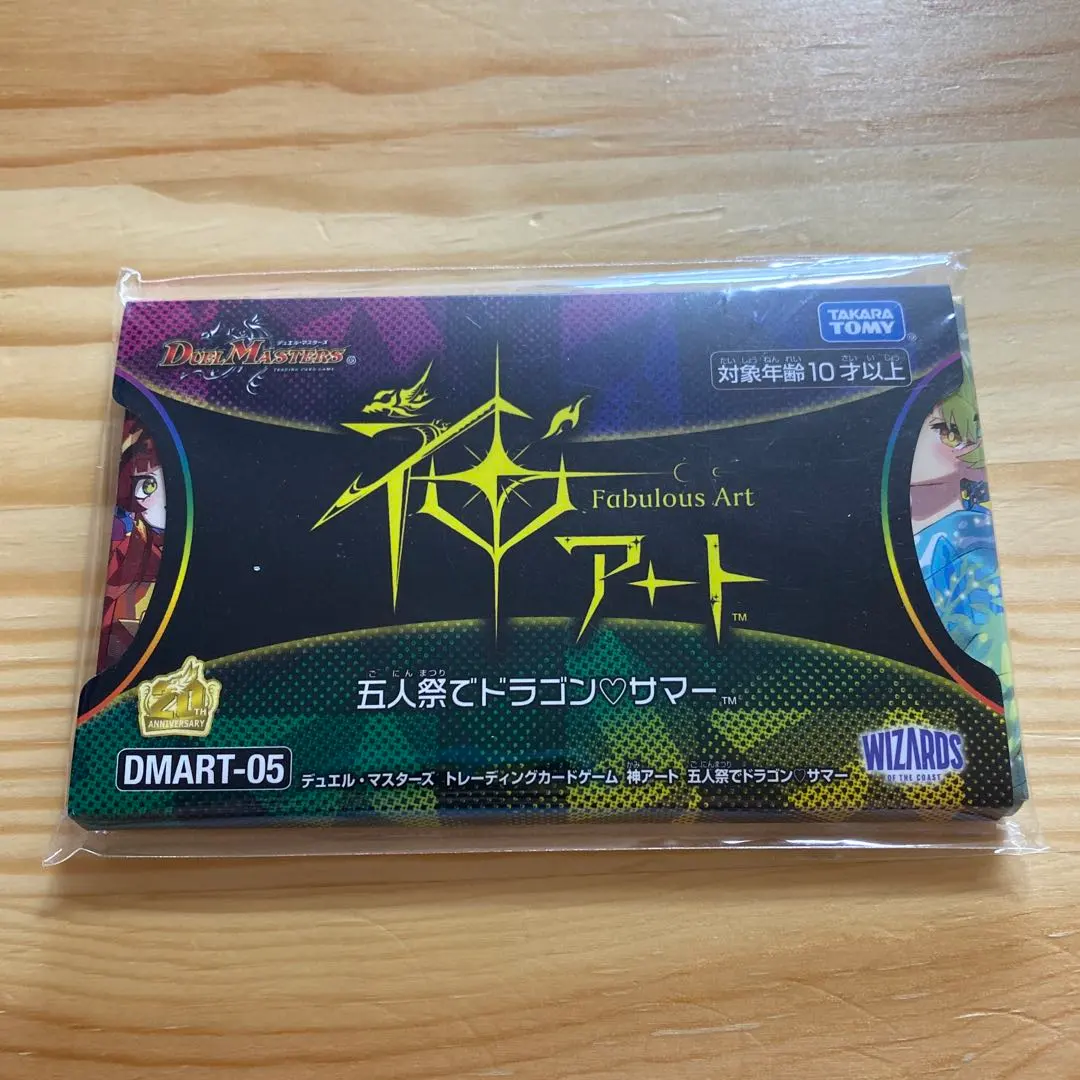 デュエル・マスターズ
DUEL MASTERS
TRADING CARD GAME
TAKARA TOMY
たいしょうねんれい さいいじょう
対象年齢10才以上
神アート
Fabulous Art
TM
ごにんまつり
五人祭でドラゴン♡サマー TM
20TH ANNIVERSARY
DMART-05
かみ ごにんまつり
デュエル・マスターズ トレーディングカードゲーム 神アート 五人祭でドラゴン♡サマー
WIZARDS
OF THE COAST